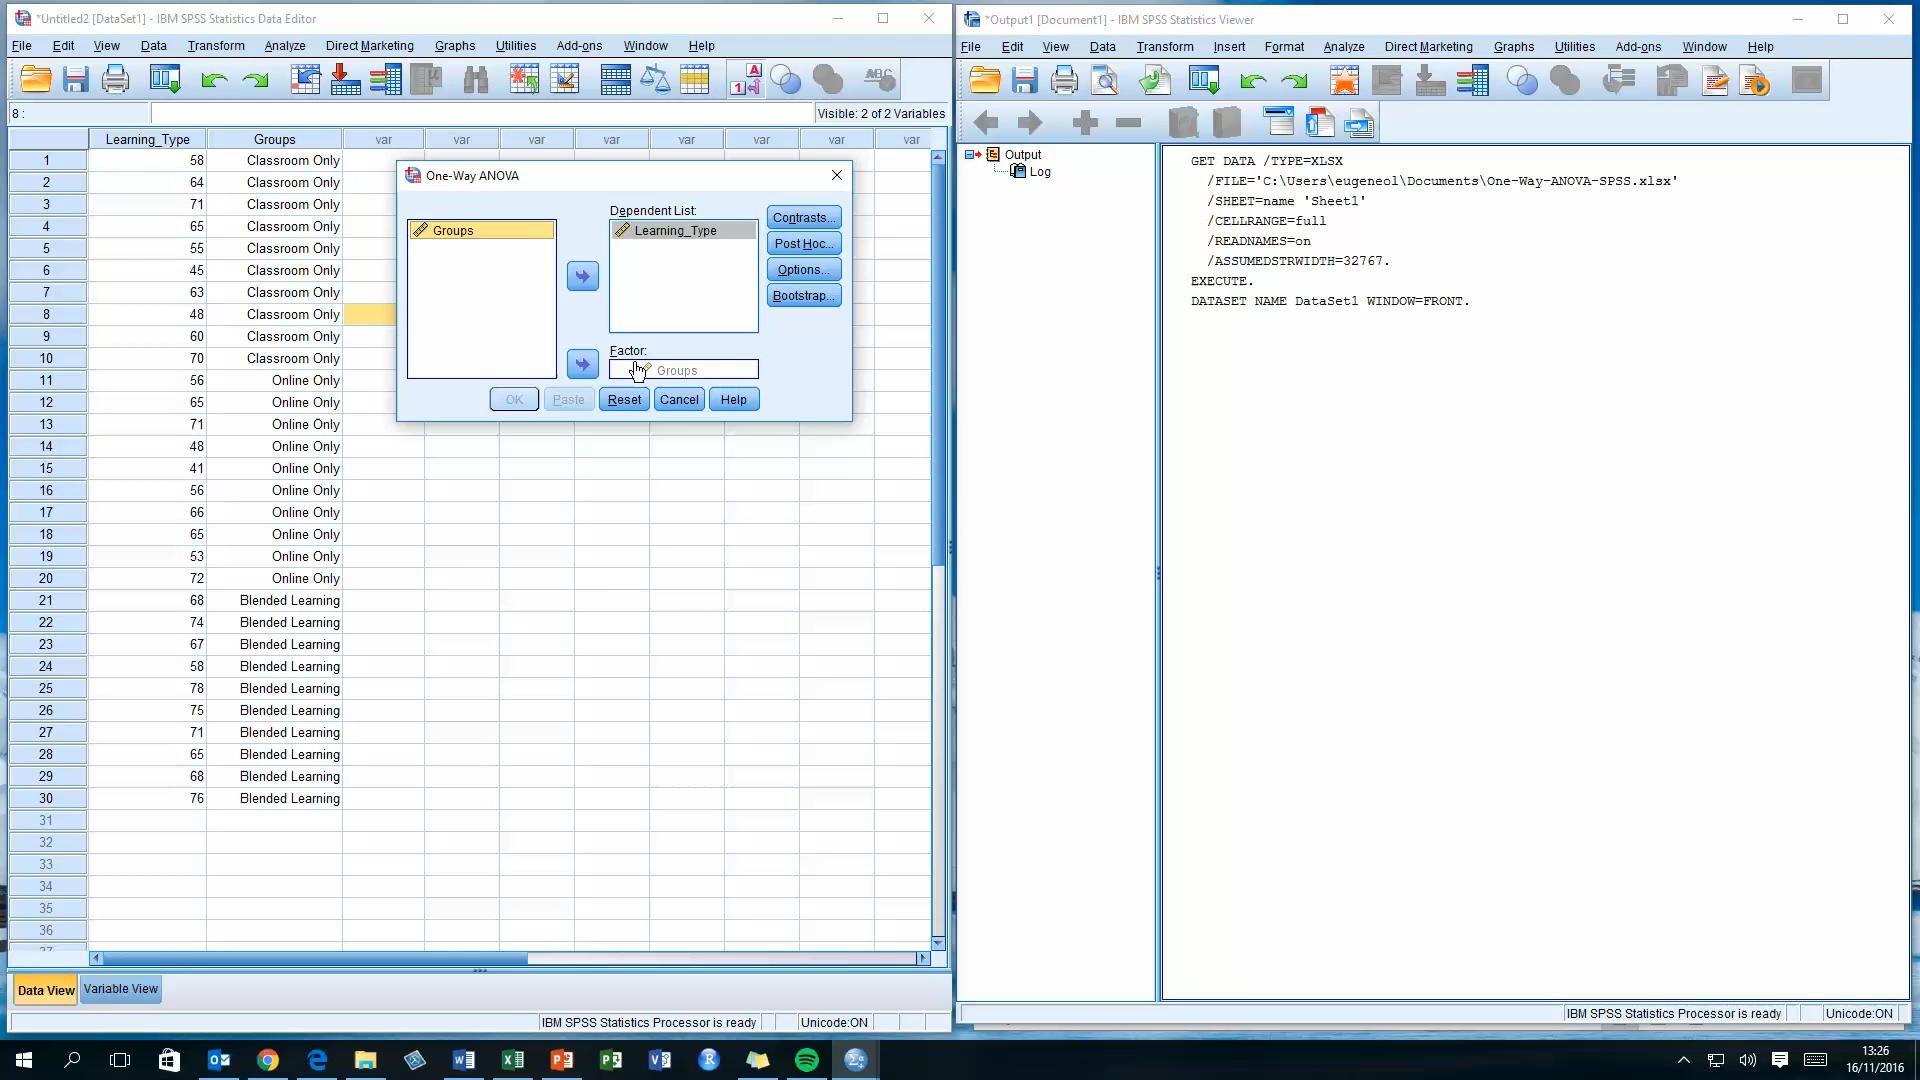 *Untitled2 [DataSet1] - IBM SPSS Statistics Data Editor
File Edit View Data Transform Analyze Direct Marketing Graphs Utilities Add-ons Window Help
8 :
Visible: 2 of 2 Variables
Learning_Type Groups var var var var var var var var
1 58 Classroom Only
2 64 Classroom Only
3 71 Classroom Only
4 65 Classroom Only
5 55 Classroom Only
6 45 Classroom Only
7 63 Classroom Only
8 48 Classroom Only
9 60 Classroom Only
10 70 Classroom Only
11 56 Online Only
12 65 Online Only
13 71 Online Only
14 48 Online Only
15 41 Online Only
16 56 Online Only
17 66 Online Only
18 65 Online Only
19 53 Online Only
20 72 Online Only
21 68 Blended Learning
22 74 Blended Learning
23 67 Blended Learning
24 58 Blended Learning
25 78 Blended Learning
26 75 Blended Learning
27 71 Blended Learning
28 65 Blended Learning
29 68 Blended Learning
30 76 Blended Learning
31
32
33
34
35
36
37
One-Way ANOVA
Groups
Dependent List:
Learning_Type
Contrasts...
Post Hoc...
Options...
Bootstrap...
Factor:
Groups
OK Paste Reset Cancel Help
Data View Variable View
IBM SPSS Statistics Processor is ready Unicode:ON
*Output1 [Document1] - IBM SPSS Statistics Viewer
File Edit View Data Transform Insert Format Analyze Direct Marketing Graphs Utilities Add-ons Window Help
Output
Log
GET DATA /TYPE=XLSX
/FILE='C:\Users\eugeneol\Documents\One-Way-ANOVA-SPSS.xlsx'
/SHEET=name 'Sheet1'
/CELLRANGE=full
/READNAMES=on
/ASSUMEDSTRWIDTH=32767.
EXECUTE.
DATASET NAME DataSet1 WINDOW=FRONT.
IBM SPSS Statistics Processor is ready Unicode:ON
13:26
16/11/2016